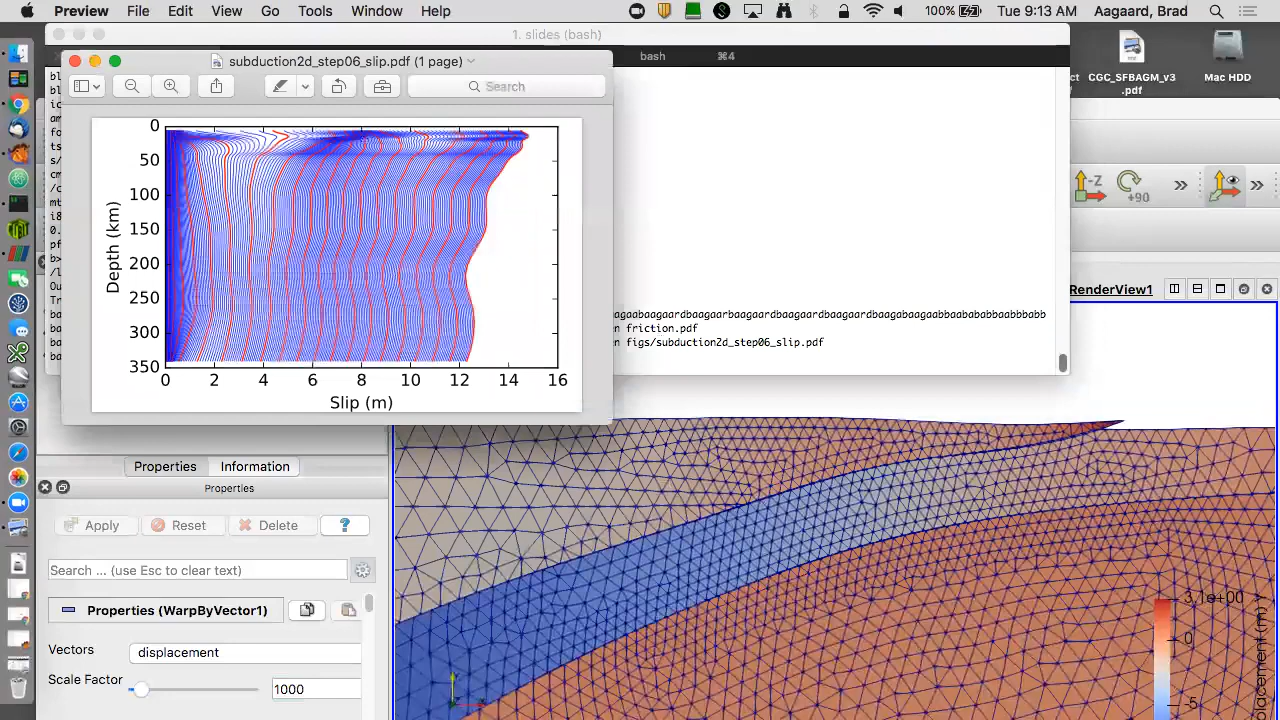 Preview File Edit View Go Tools Window Help 100% Tue 9:13 AM Aagaard, Brad
1. slides (bash)
bash ⌘4
CGC_SFBAGM_v3
.pdf
Mac HDD
subduction2d_step06_slip.pdf (1 page)
Search
-Z
+90
0
50
100
150
200
250
300
350
Depth (km)
0 2 4 6 8 10 12 14 16
Slip (m)
RenderView1
n friction.pdf
n figs/subduction2d_step06_slip.pdf
Properties Information
Properties
Apply Reset Delete ?
Search ... (use Esc to clear text)
Properties (WarpByVector1)
Vectors displacement
Scale Factor 1000
3.1e+00
0
-5
placement (m) Y